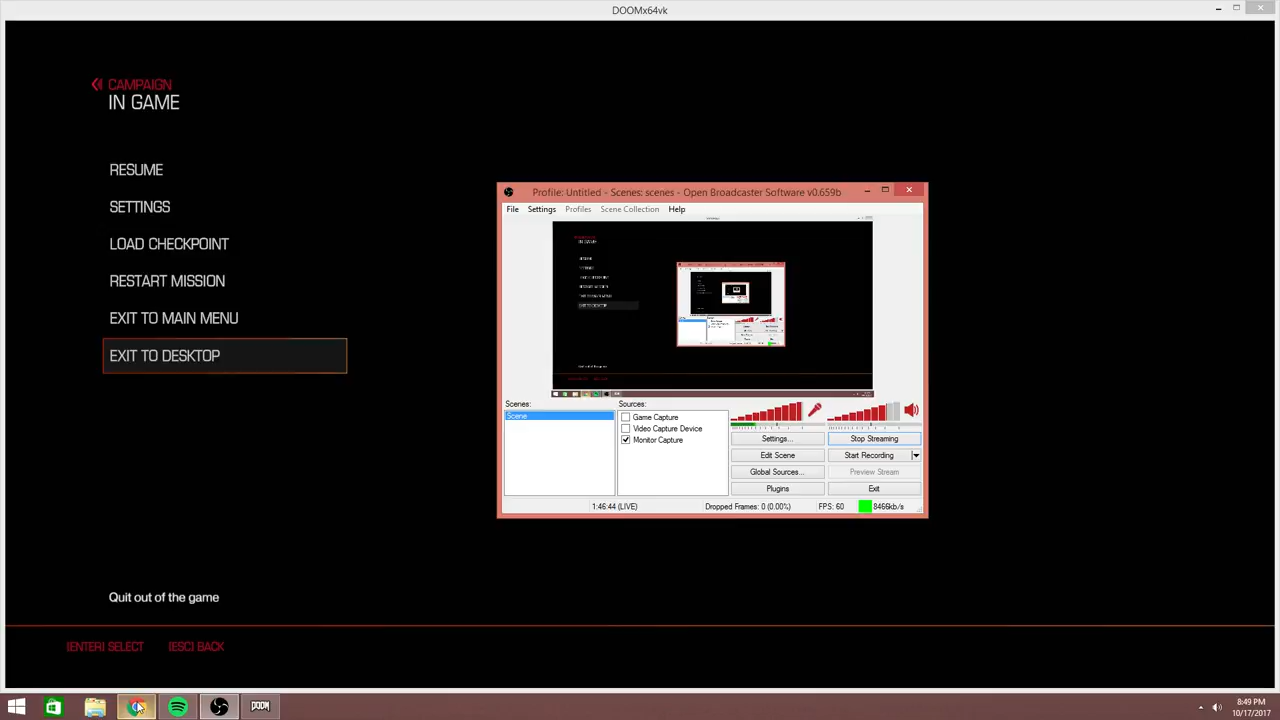 DOOMx64vk
CAMPAIGN
IN GAME
RESUME
SETTINGS
LOAD CHECKPOINT
RESTART MISSION
EXIT TO MAIN MENU
EXIT TO DESKTOP
Quit out of the game
[ENTER] SELECT [ESC] BACK
Profile: Untitled - Scenes: scenes - Open Broadcaster Software v0.659b
File Settings Profiles Scene Collection Help
IN GAME
Scenes: Sources:
Scene
Game Capture
Video Capture Device
Monitor Capture
Settings... Stop Streaming
Edit Scene Start Recording
Global Sources... Preview Stream
Plugins Exit
1:46:44 (LIVE) Dropped Frames: 0 (0.00%) FPS: 60 8466kb/s
DOOM
8:49 PM
10/17/2017